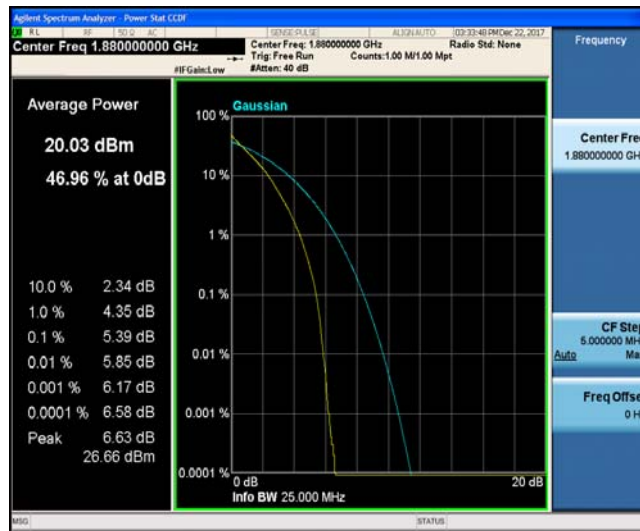 Agilent Spectrum Analyzer - Power Stat CCDF
RL RF 50 Ω AC SENSE:PULSE ALIGN AUTO 03:33:48 PM Dec 22, 2017
Center Freq 1.880000000 GHz
Center Freq: 1.880000000 GHz Radio Std: None
Trig: Free Run Counts:1.00 M/1.00 Mpt
#IFGain:Low #Atten: 40 dB
Frequency
Average Power
20.03 dBm
46.96 % at 0dB
10.0 % 2.34 dB
1.0 % 4.35 dB
0.1 % 5.39 dB
0.01 % 5.85 dB
0.001 % 6.17 dB
0.0001 % 6.58 dB
Peak 6.63 dB
26.66 dBm
Gaussian
100 %
10 %
1 %
0.1 %
0.01 %
0.001 %
0.0001 %
0 dB 20 dB
Info BW 25.000 MHz
Center Fre
1.880000000 GH
CF Step
5.000000 MH
Auto Ma
Freq Offse
0 H
MSG STATUS